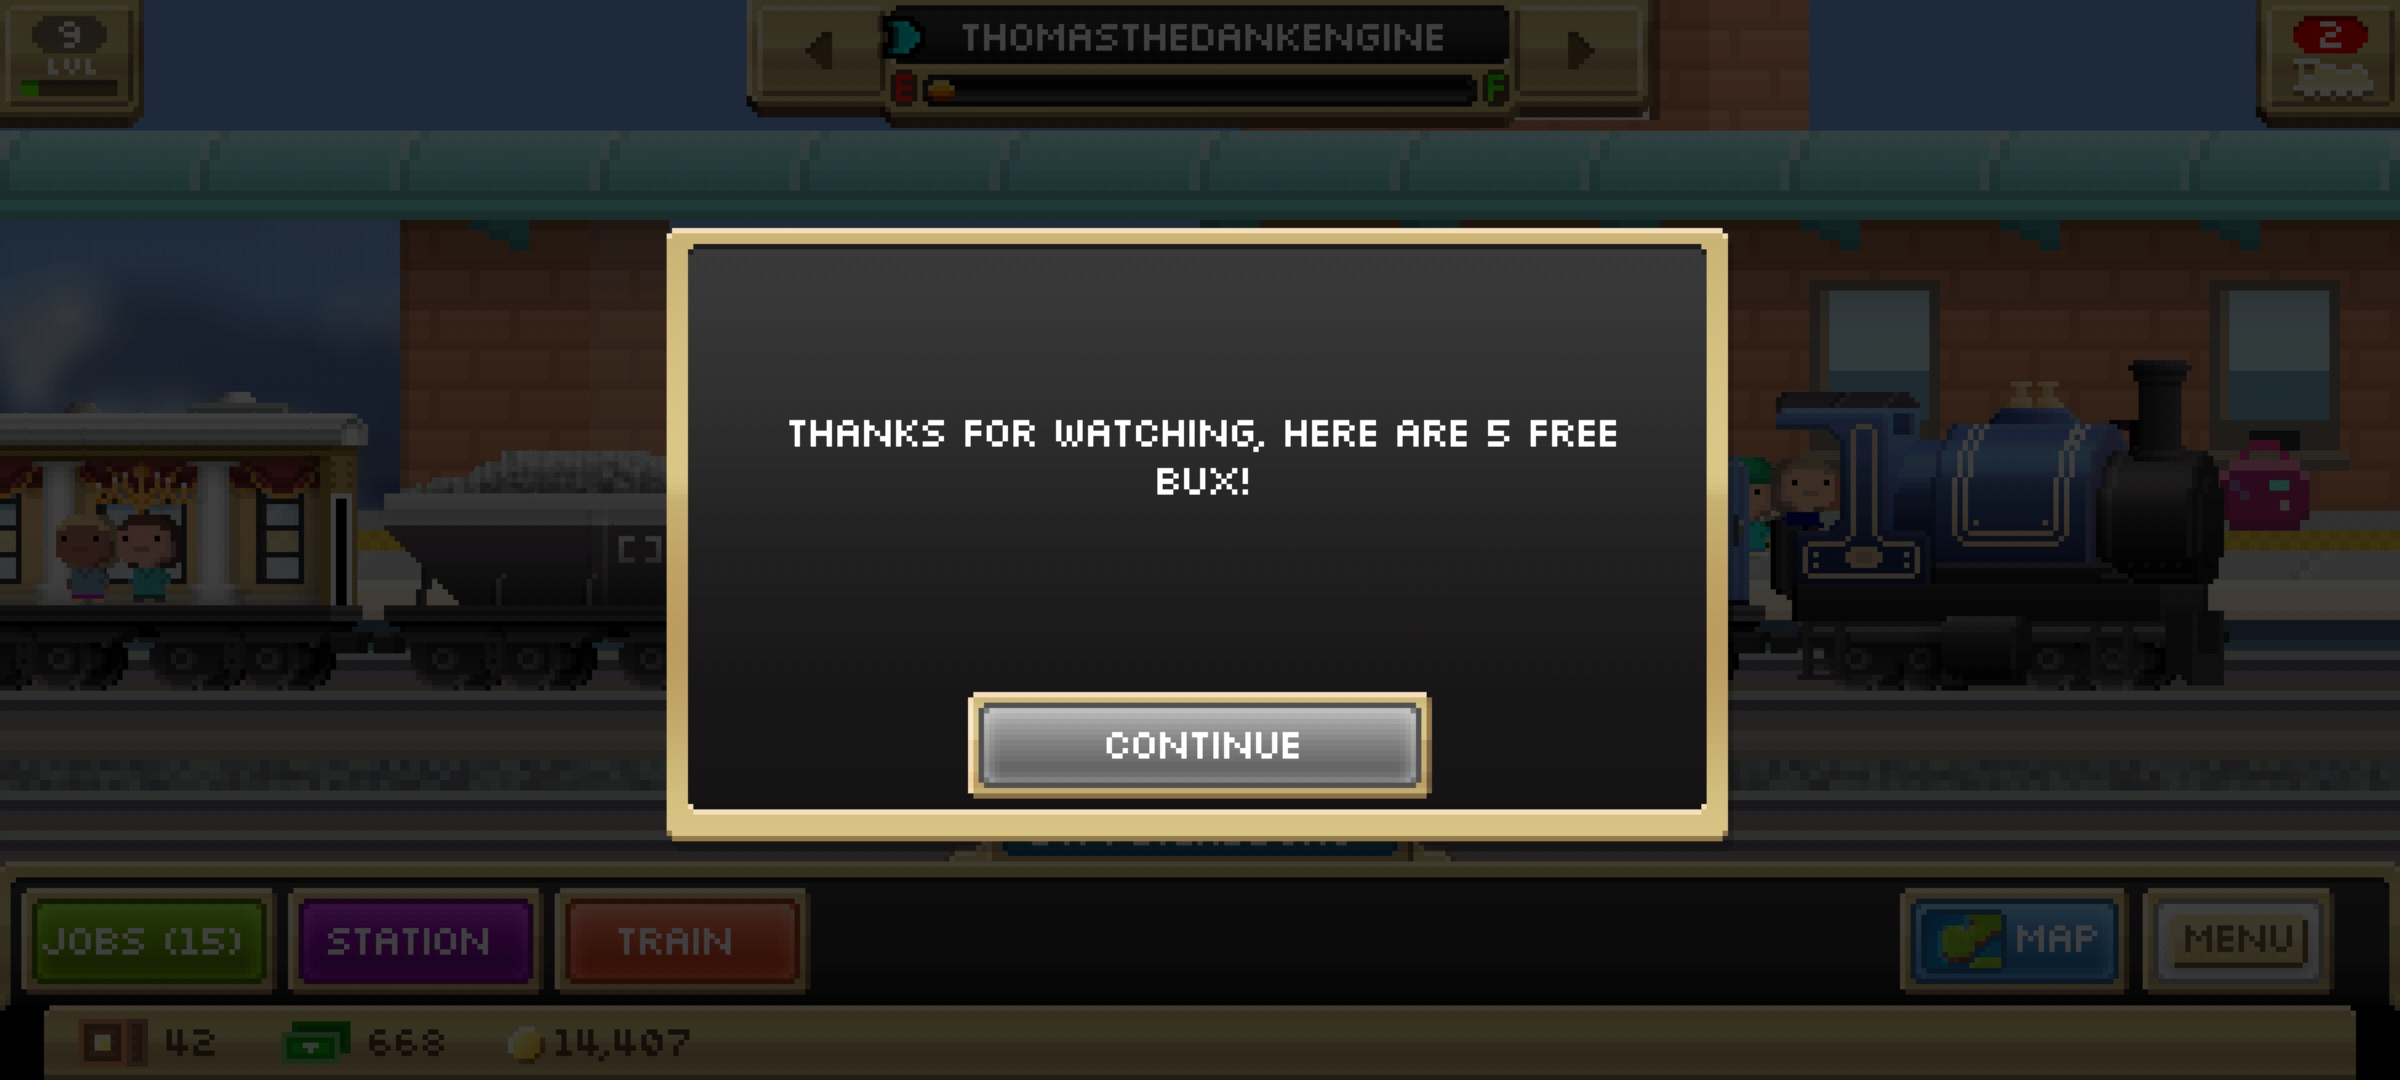 9
LVL
THOMASTHEDANKENGINE
E
F
2
THANKS FOR WATCHING, HERE ARE 5 FREE
BUX!
CONTINUE
JOBS (15)
STATION
TRAIN
MAP
MENU
42
668
14,407